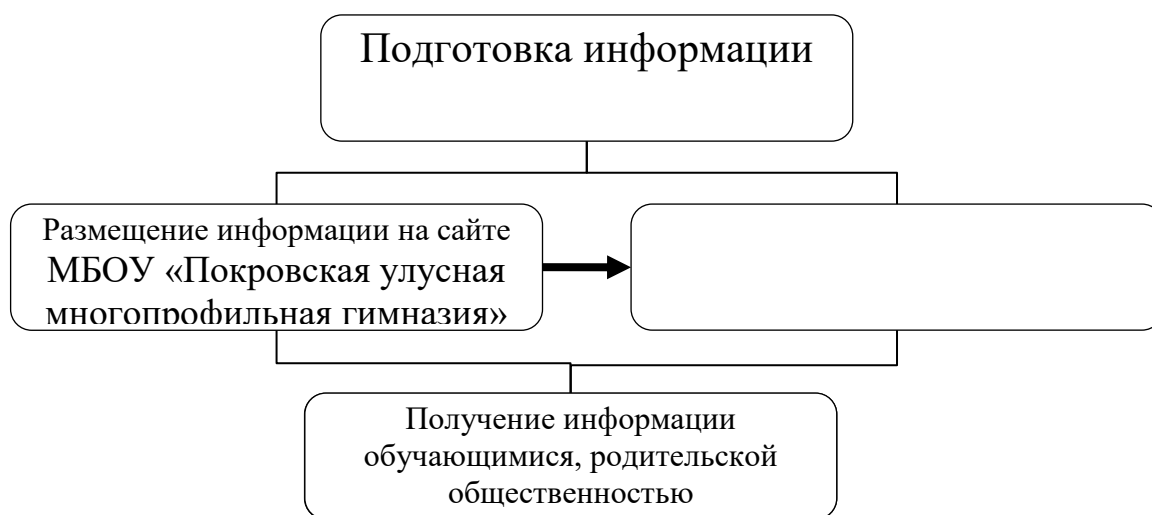 Подготовка информации
Размещение информации на сайте
МБОУ «Покровская улусная
многопрофильная гимназия»
Получение информации
обучающимися, родительской
общественностью